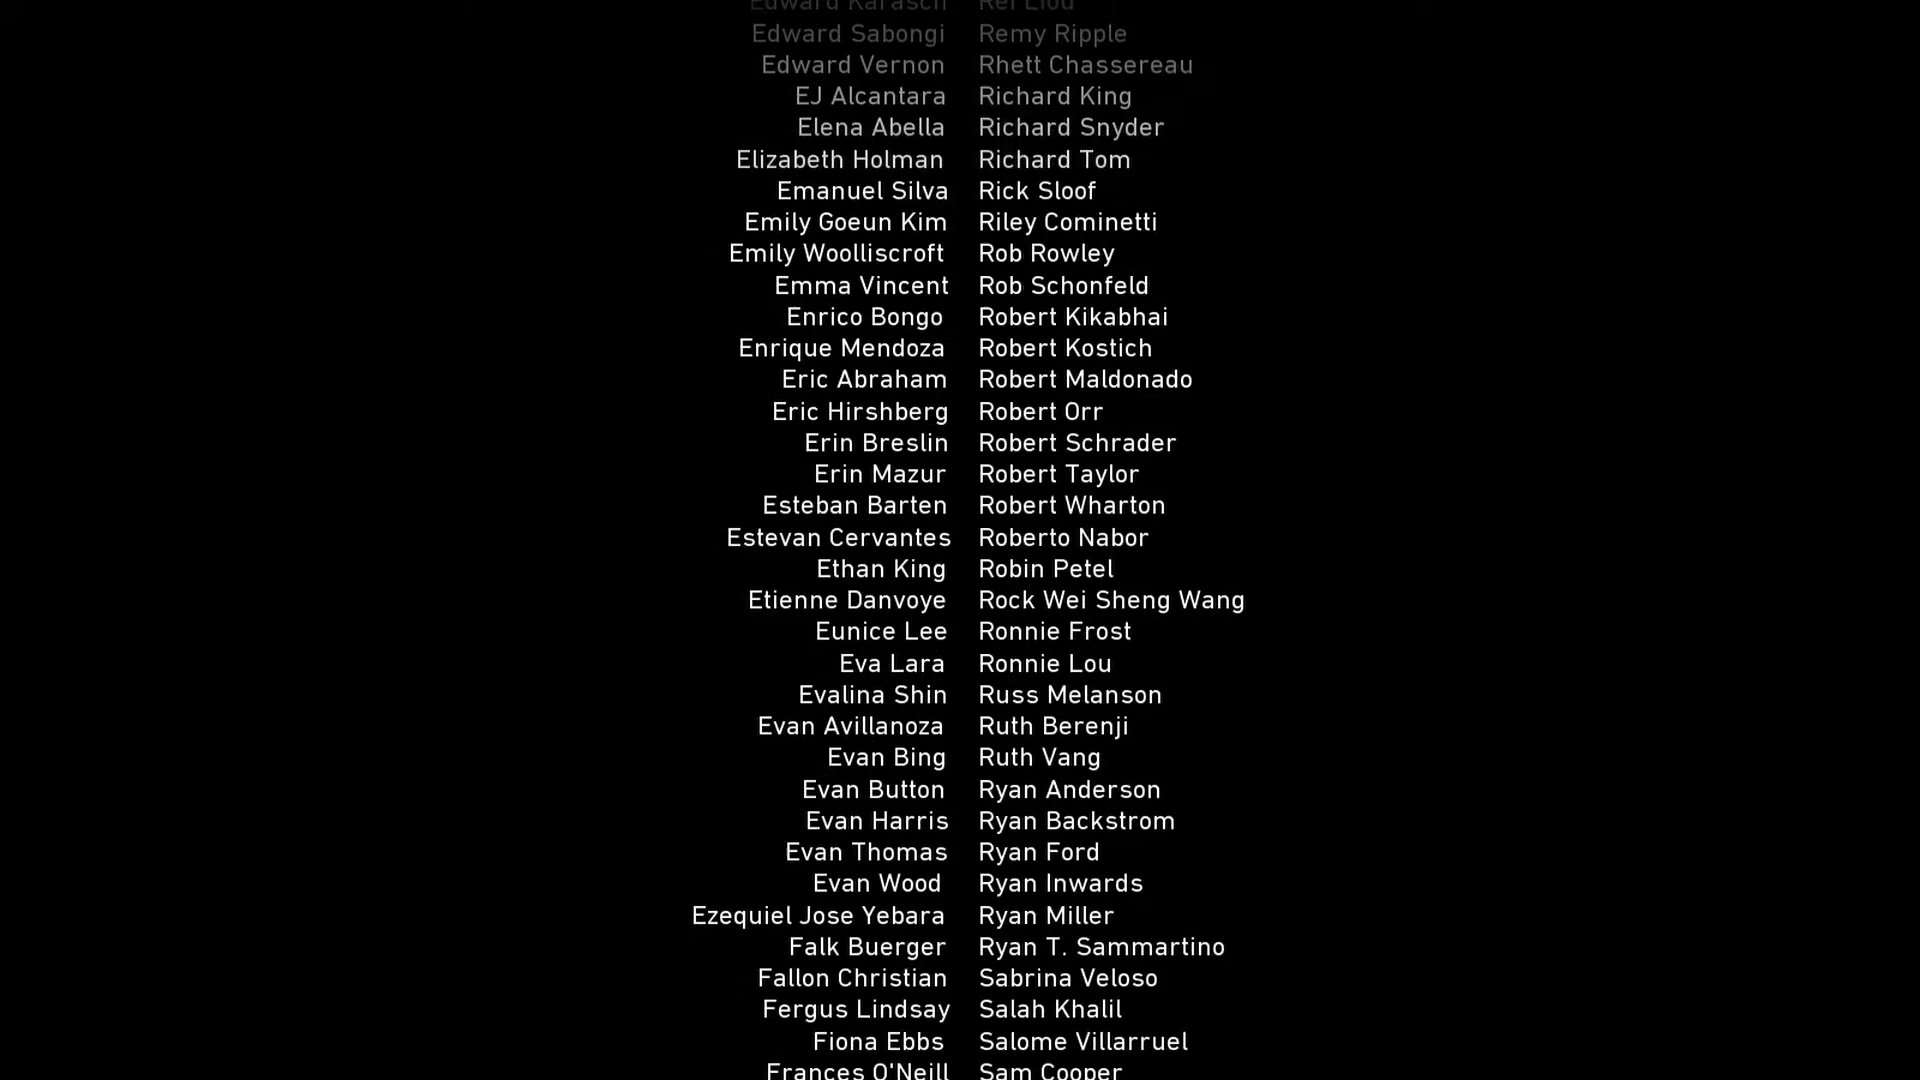 Edward Karasch Rei Liou
Edward Sabongi Remy Ripple
Edward Vernon Rhett Chassereau
EJ Alcantara Richard King
Elena Abella Richard Snyder
Elizabeth Holman Richard Tom
Emanuel Silva Rick Sloof
Emily Goeun Kim Riley Cominetti
Emily Woolliscroft Rob Rowley
Emma Vincent Rob Schonfeld
Enrico Bongo Robert Kikabhai
Enrique Mendoza Robert Kostich
Eric Abraham Robert Maldonado
Eric Hirshberg Robert Orr
Erin Breslin Robert Schrader
Erin Mazur Robert Taylor
Esteban Barten Robert Wharton
Estevan Cervantes Roberto Nabor
Ethan King Robin Petel
Etienne Danvoye Rock Wei Sheng Wang
Eunice Lee Ronnie Frost
Eva Lara Ronnie Lou
Evalina Shin Russ Melanson
Evan Avillanoza Ruth Berenji
Evan Bing Ruth Vang
Evan Button Ryan Anderson
Evan Harris Ryan Backstrom
Evan Thomas Ryan Ford
Evan Wood Ryan Inwards
Ezequiel Jose Yebara Ryan Miller
Falk Buerger Ryan T. Sammartino
Fallon Christian Sabrina Veloso
Fergus Lindsay Salah Khalil
Fiona Ebbs Salome Villarruel
Frances O'Neill Sam Cooper